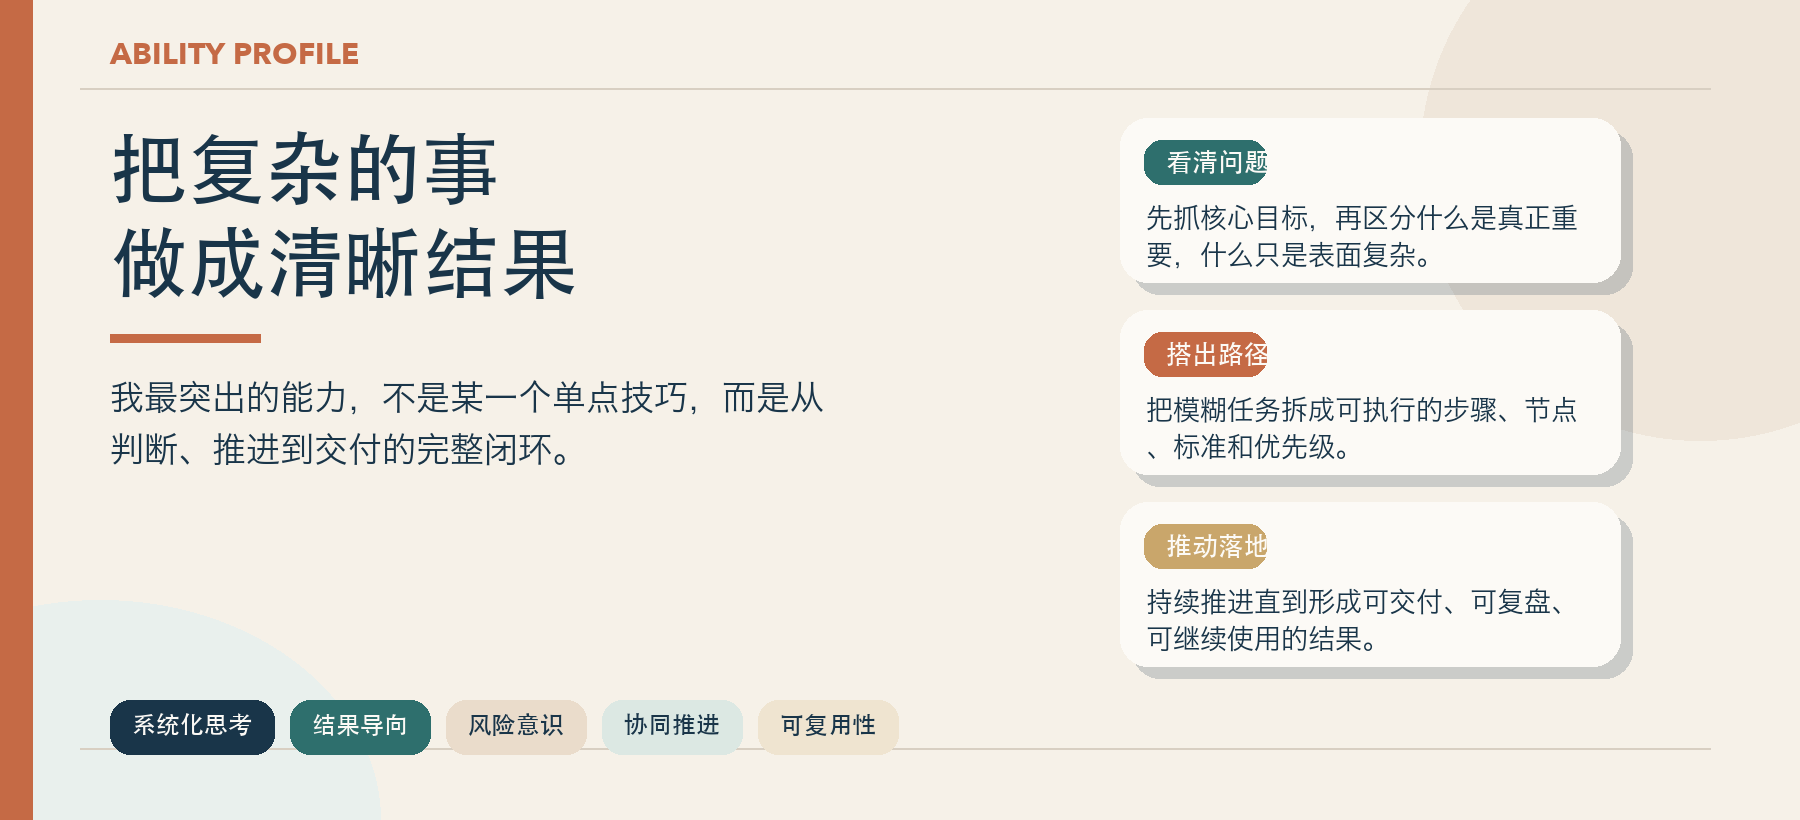 ABILITY PROFILE
把复杂的事
做成清晰结果
我最突出的能力，不是某一个单点技巧，而是从
判断、推进到交付的完整闭环。
看清问题
先抓核心目标，再区分什么是真正重
要，什么只是表面复杂。
搭出路径
把模糊任务拆成可执行的步骤、节点
、标准和优先级。
推动落地
持续推进直到形成可交付、可复盘、
可继续使用的结果。
系统化思考
结果导向
风险意识
协同推进
可复用性